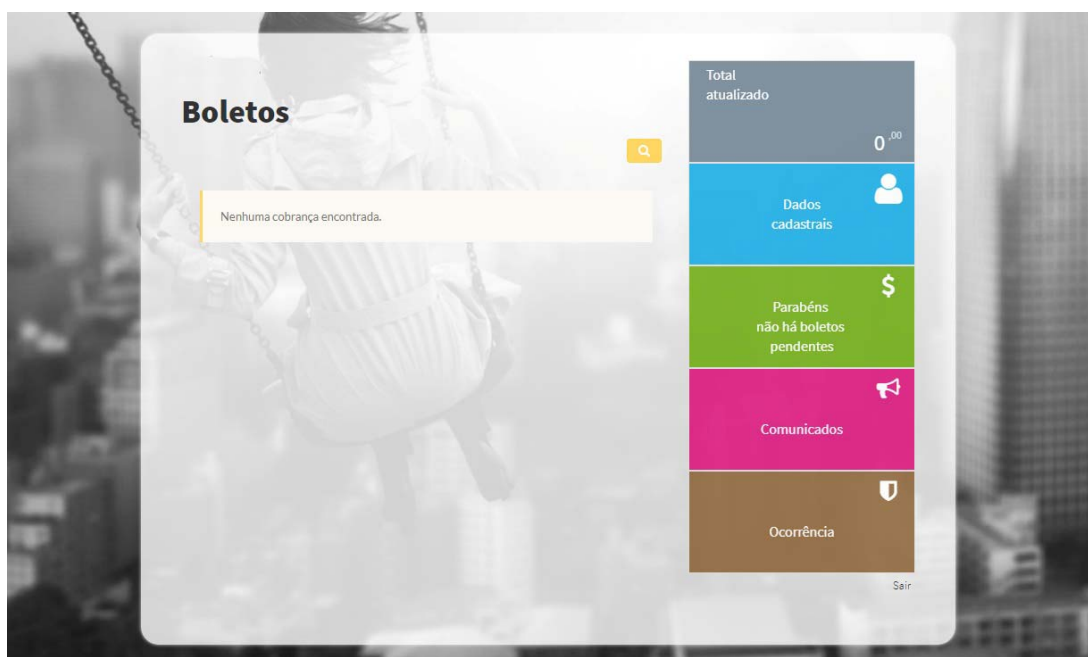 Boletos
Nenhuma cobrança encontrada.
Total
atualizado
0,00
Dados
cadastrais
Parabéns
não há boletos
pendentes
Comunicados
Ocorrência
Sair